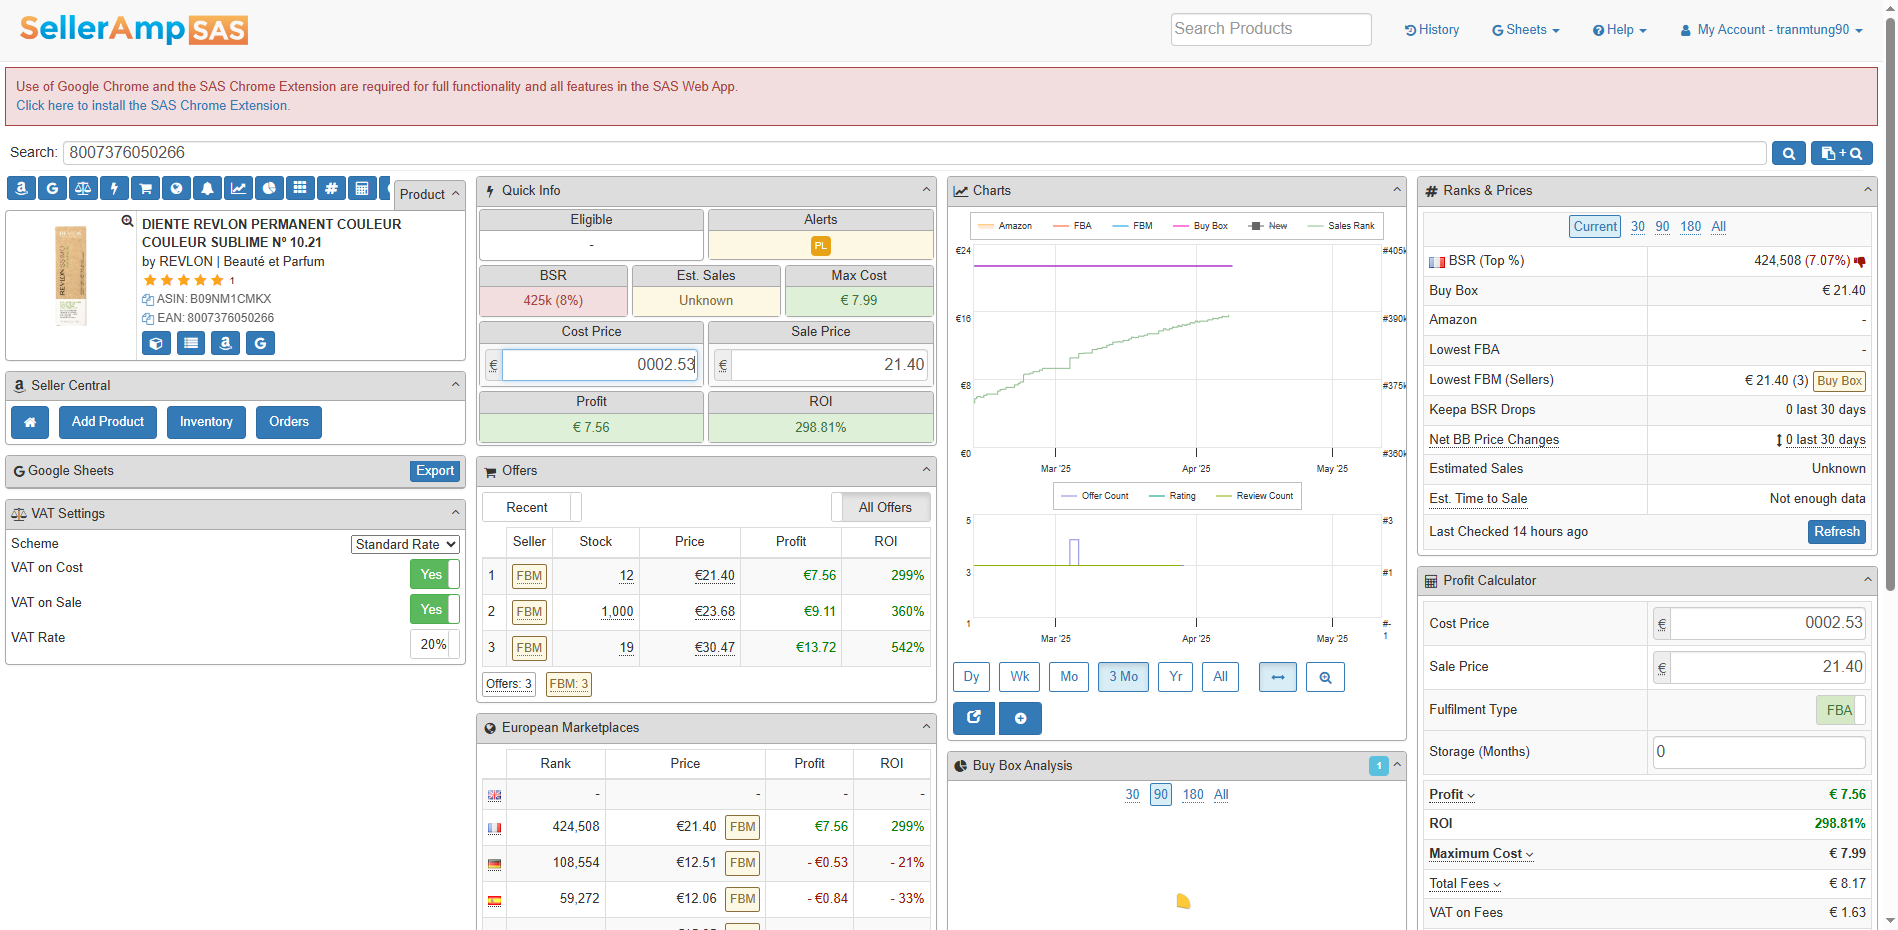 SellerAmp SAS
Search Products
History
Sheets
Help
My Account - tranmtung90
Use of Google Chrome and the SAS Chrome Extension are required for full functionality and all features in the SAS Web App.
Click here to install the SAS Chrome Extension.
Search: 8007376050266
Product
DIENTE REVLON PERMANENT COULEUR
COULEUR SUBLIME Nº 10.21
by REVLON | Beauté et Parfum
1
ASIN: B09NM1CMKX
EAN: 8007376050266
Seller Central
Add Product Inventory Orders
Google Sheets Export
VAT Settings
Scheme Standard Rate
VAT on Cost Yes
VAT on Sale Yes
VAT Rate 20%
Quick Info
Eligible Alerts
- PL
BSR Est. Sales Max Cost
425k (8%) Unknown € 7.99
Cost Price Sale Price
€ 0002.53 € 21.40
Profit ROI
€ 7.56 298.81%
Offers
Recent All Offers
Seller Stock Price Profit ROI
1 FBM 12 €21.40 €7.56 299%
2 FBM 1,000 €23.68 €9.11 360%
3 FBM 19 €30.47 €13.72 542%
Offers: 3 FBM: 3
European Marketplaces
Rank Price Profit ROI
- - - -
424,508 €21.40 FBM €7.56 299%
108,554 €12.51 FBM - €0.53 - 21%
59,272 €12.06 FBM - €0.84 - 33%
Charts
Amazon FBA FBM Buy Box New Sales Rank
€24 #405k
€16 #390k
€8 #375k
€0 #360k
Mar '25 Apr '25 May '25
Offer Count Rating Review Count
5 #3
3 #1
1 #-1
Mar '25 Apr '25 May '25
Dy Wk Mo 3 Mo Yr All
Buy Box Analysis 1
30 90 180 All
Ranks & Prices
Current 30 90 180 All
BSR (Top %) 424,508 (7.07%)
Buy Box € 21.40
Amazon -
Lowest FBA -
Lowest FBM (Sellers) € 21.40 (3) Buy Box
Keepa BSR Drops 0 last 30 days
Net BB Price Changes 0 last 30 days
Estimated Sales Unknown
Est. Time to Sale Not enough data
Last Checked 14 hours ago Refresh
Profit Calculator
Cost Price € 0002.53
Sale Price € 21.40
Fulfilment Type FBA
Storage (Months) 0
Profit € 7.56
ROI 298.81%
Maximum Cost € 7.99
Total Fees € 8.17
VAT on Fees € 1.63